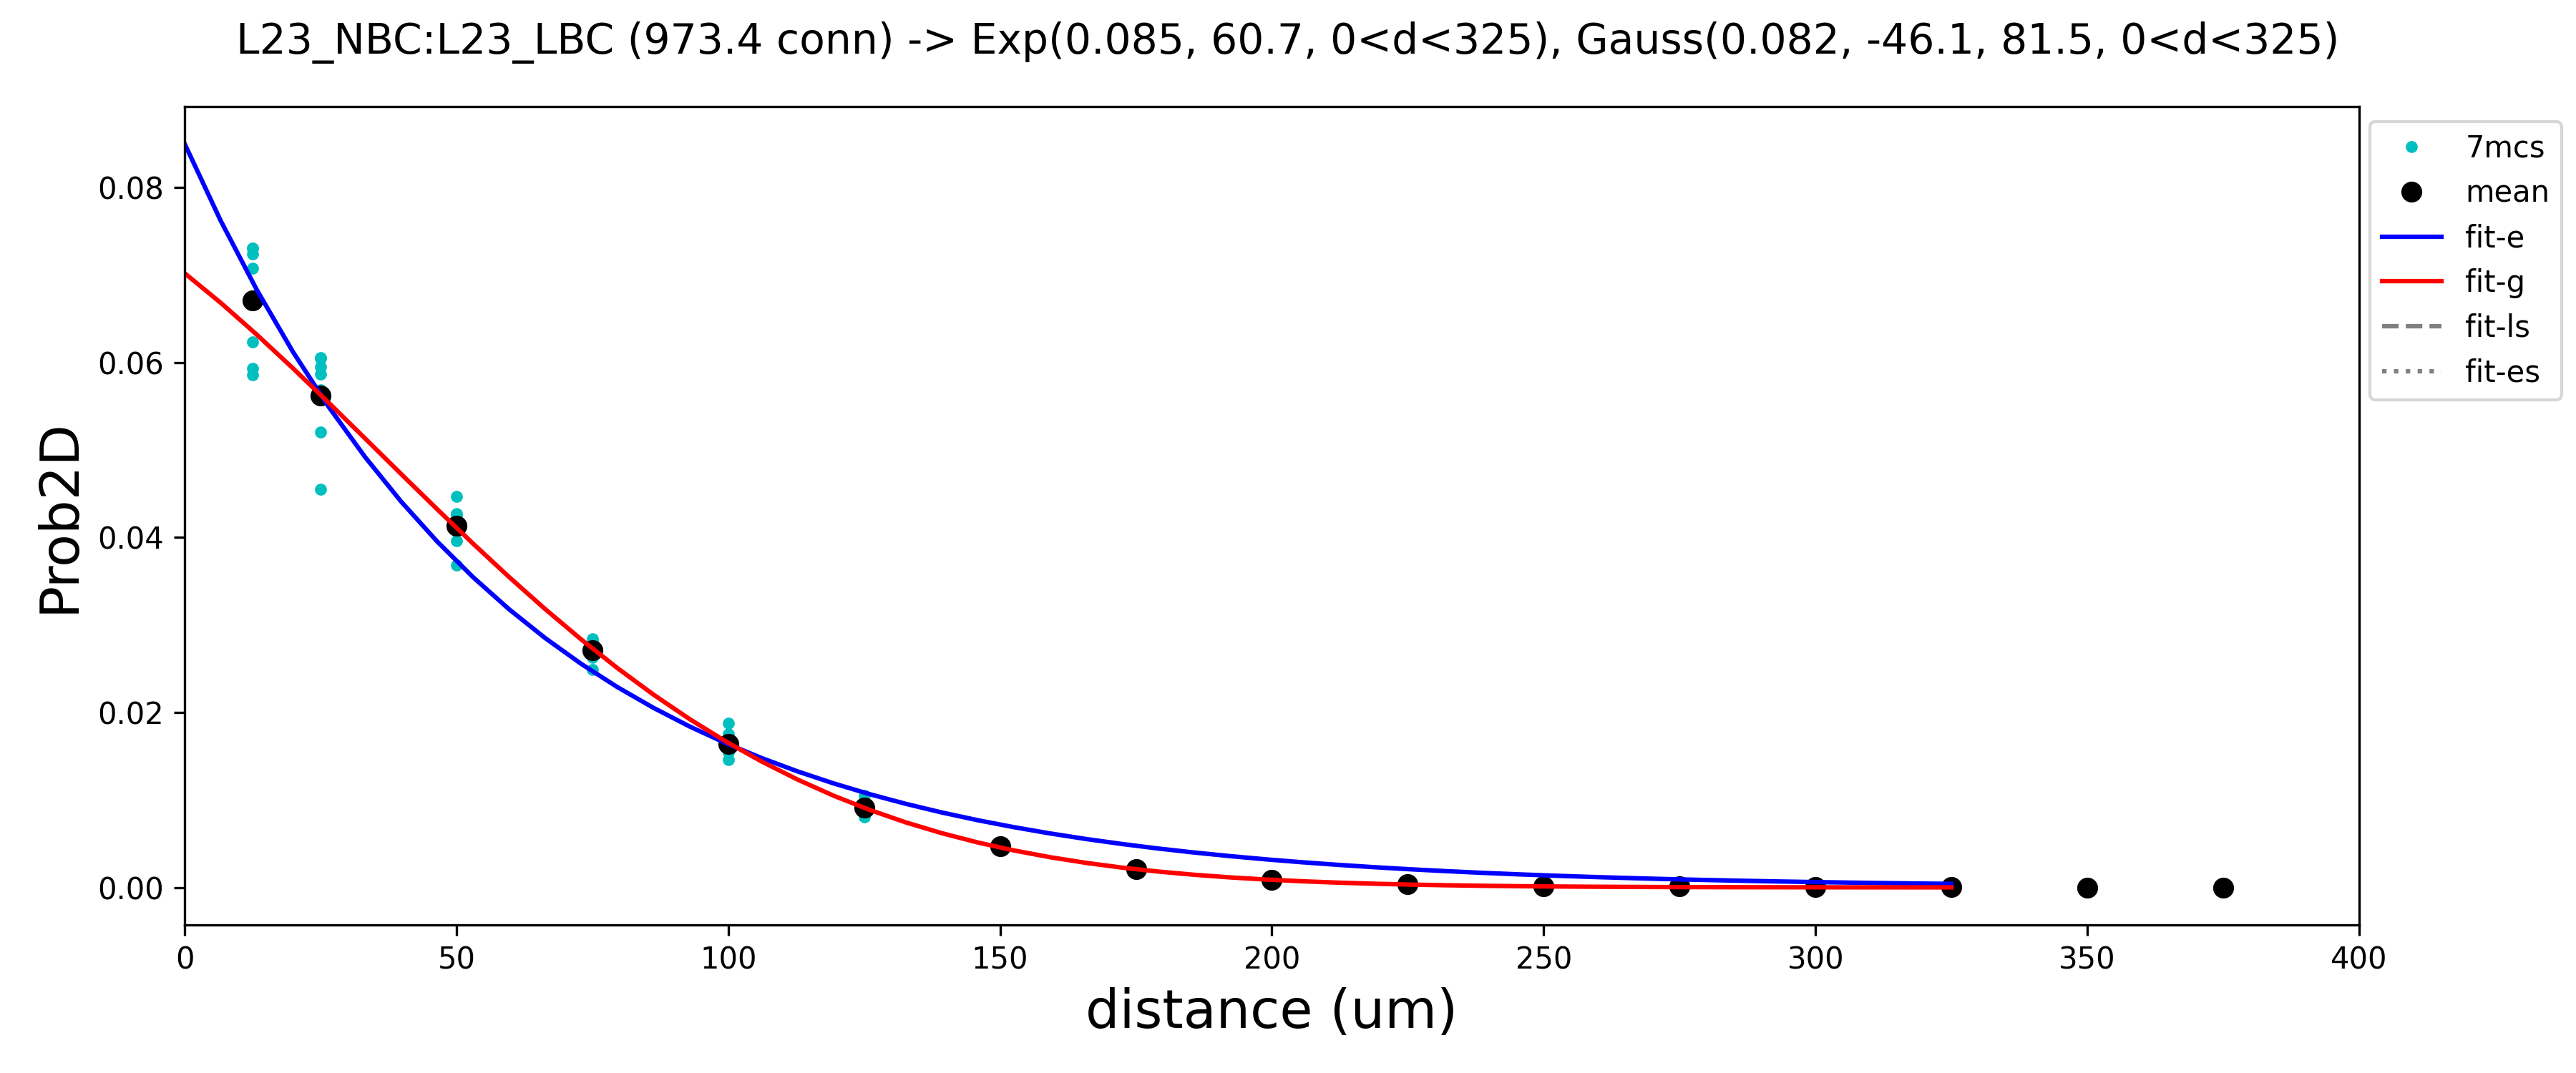 L23_NBC:L23_LBC (973.4 conn) -> Exp(0.085, 60.7, 0<d<325), Gauss(0.082, -46.1, 81.5, 0<d<325)
7mcs
mean
fit-e
fit-g
fit-ls
fit-es
Prob2D
0.08
0.06
0.04
0.02
0.00
0 50 100 150 200 250 300 350 400
distance (um)